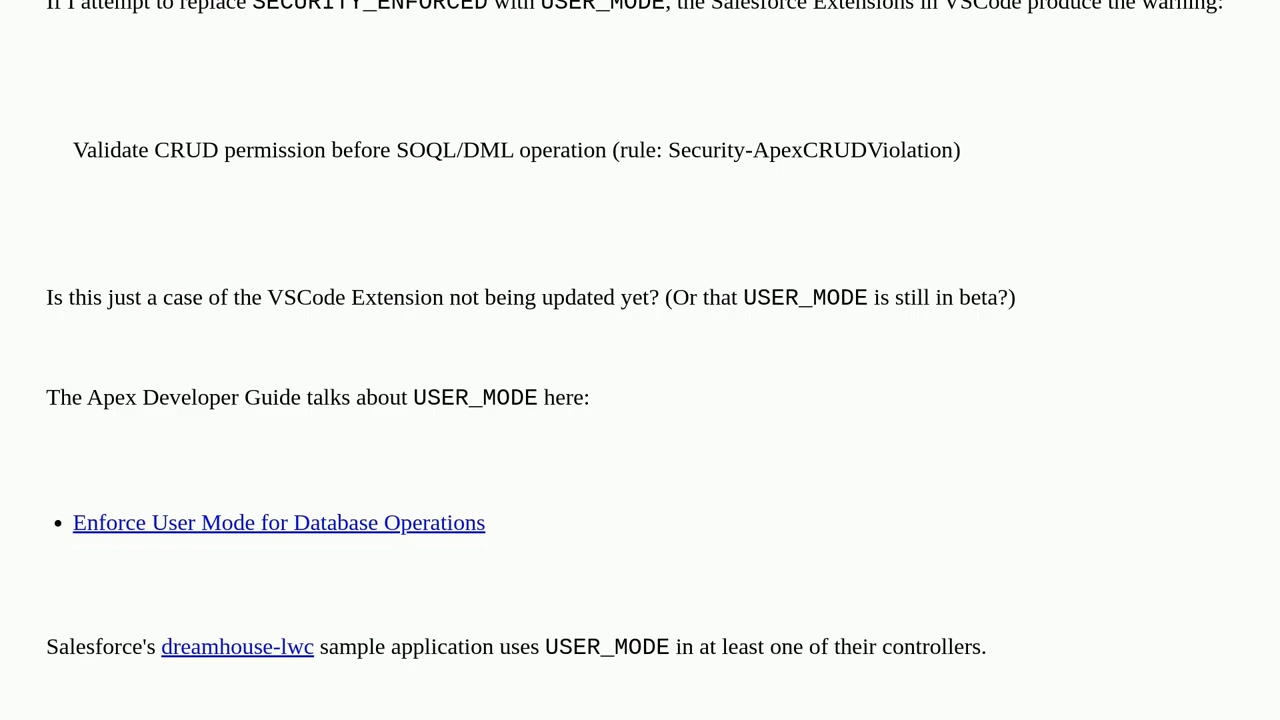 If I attempt to replace SECURITY_ENFORCED with USER_MODE, the Salesforce Extensions in VSCode produce the warning:
Validate CRUD permission before SOQL/DML operation (rule: Security-ApexCRUDViolation)
Is this just a case of the VSCode Extension not being updated yet? (Or that USER_MODE is still in beta?)
The Apex Developer Guide talks about USER_MODE here:
• Enforce User Mode for Database Operations
Salesforce's dreamhouse-lwc sample application uses USER_MODE in at least one of their controllers.